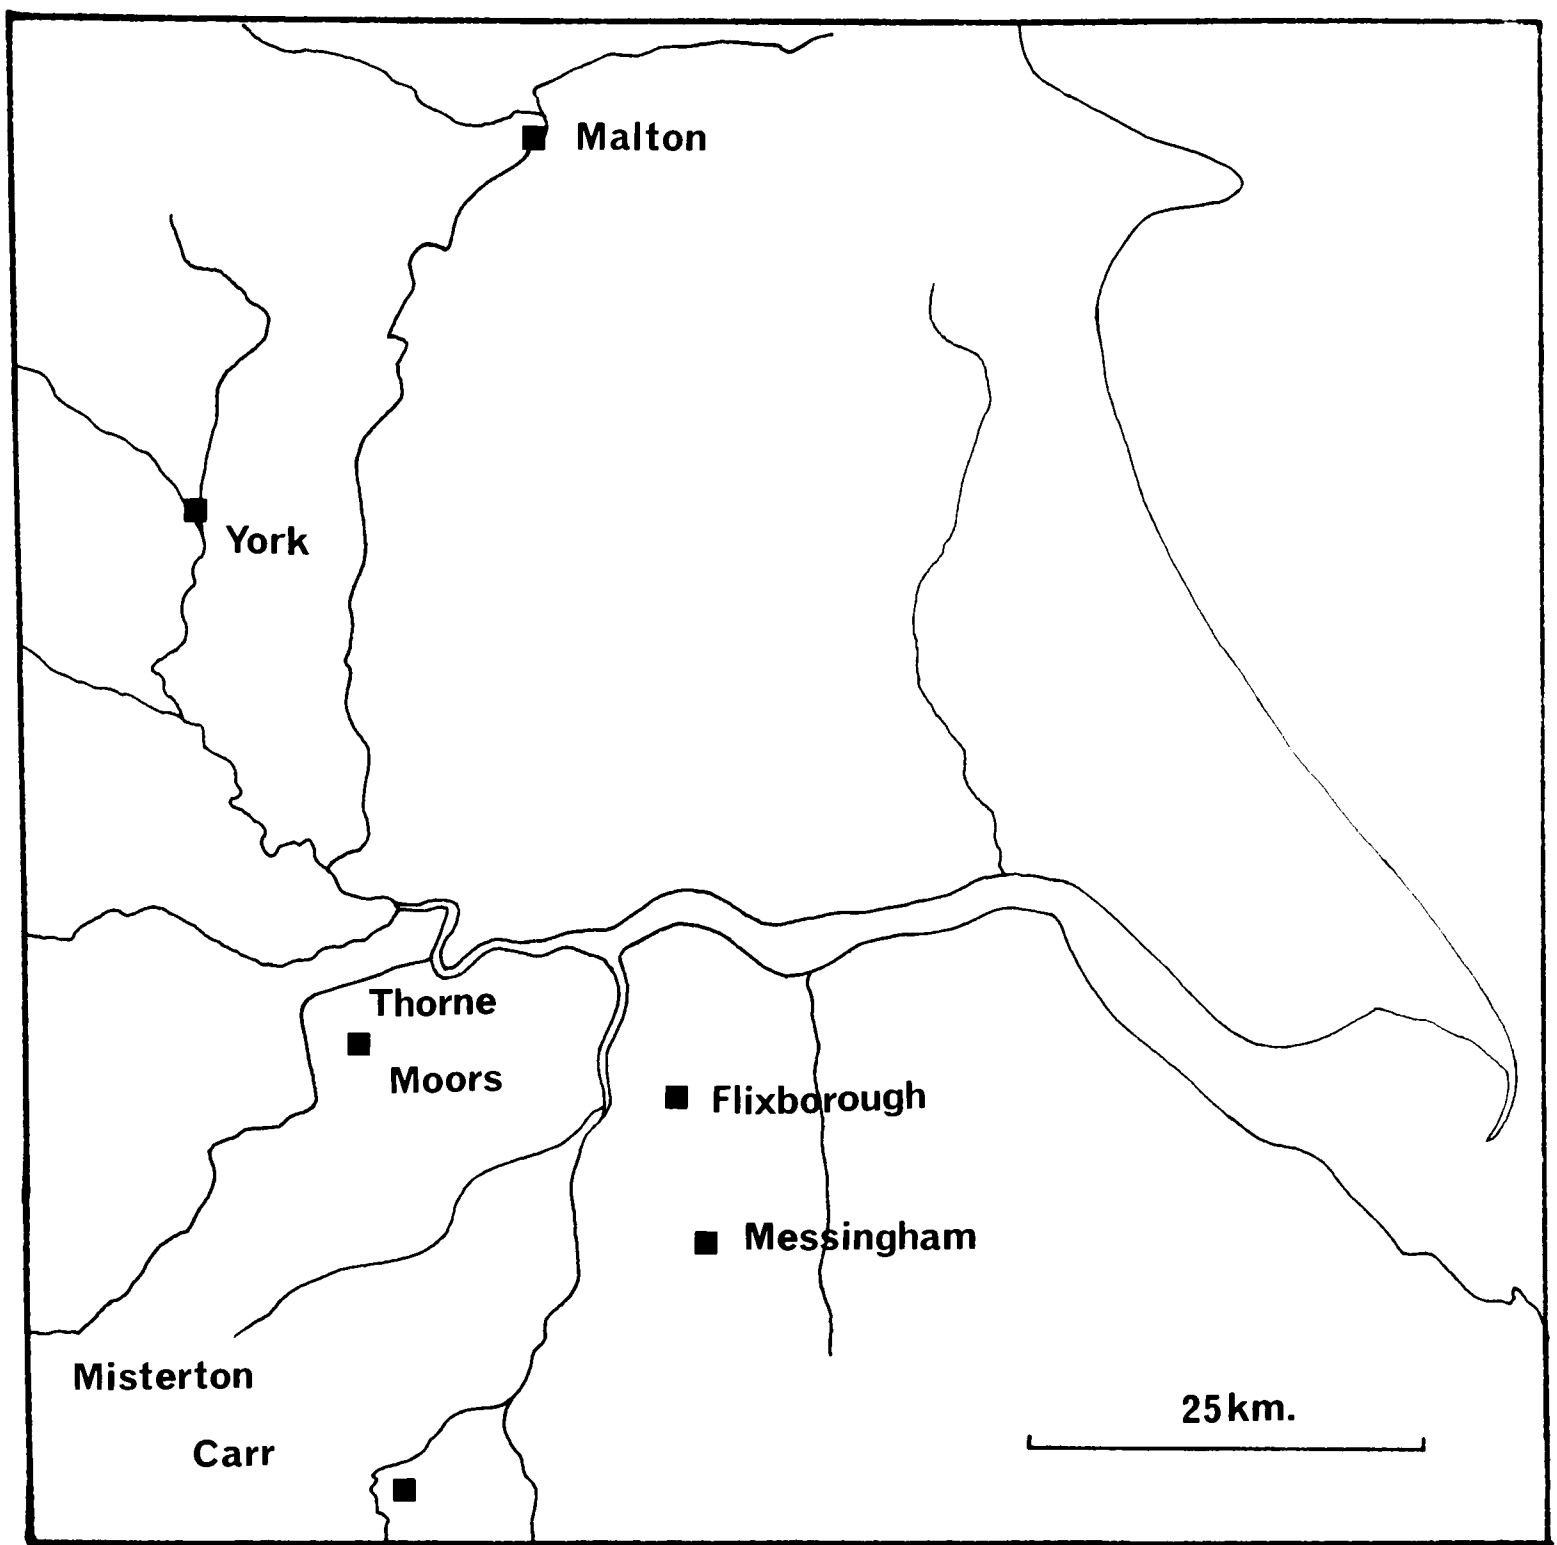 Malton
York
Thorne
Moors
Flixborough
Messingham
Misterton
Carr
25km.